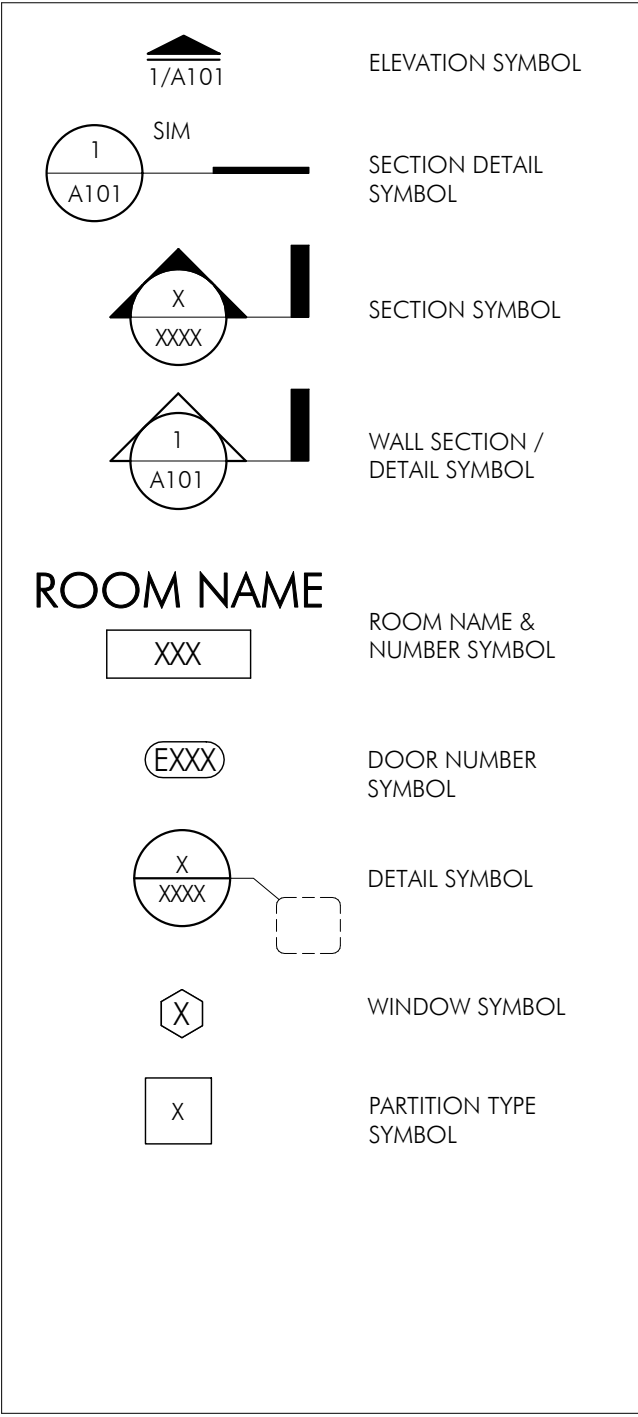 1/A101
ELEVATION SYMBOL
SIM
1
A101
SECTION DETAIL
SYMBOL
X
XXXX
SECTION SYMBOL
1
A101
WALL SECTION /
DETAIL SYMBOL
ROOM NAME
XXX
ROOM NAME &
NUMBER SYMBOL
EXXX
DOOR NUMBER
SYMBOL
X
XXXX
DETAIL SYMBOL
X
WINDOW SYMBOL
X
PARTITION TYPE
SYMBOL